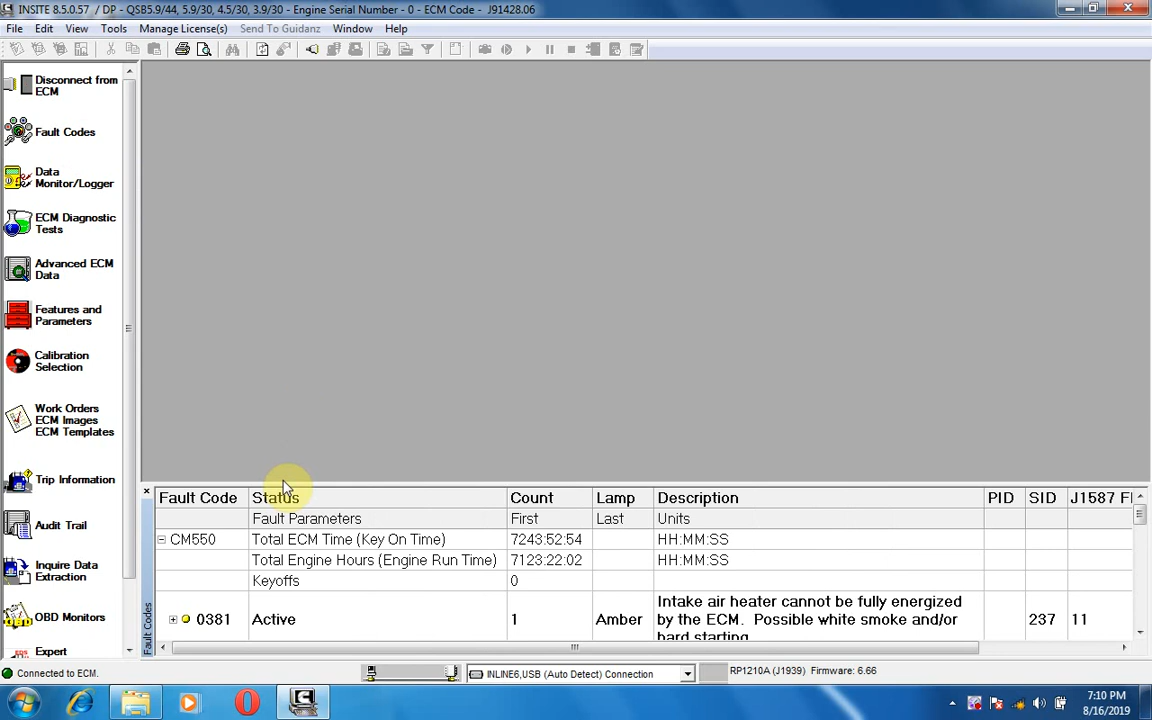 INSITE 8.5.0.57 / DP - QSB5.9/44, 5.9/30, 4.5/30, 3.9/30 - Engine Serial Number - 0 - ECM Code - J91428.06
File Edit View Tools Manage License(s) Send To Guidanz Window Help
Disconnect from
ECM
Fault Codes
Data
Monitor/Logger
ECM Diagnostic
Tests
Advanced ECM
Data
Features and
Parameters
Calibration
Selection
Work Orders
ECM Images
ECM Templates
Trip Information
Audit Trail
Inquire Data
Extraction
OBD Monitors
Expert
Fault Codes
Fault Code Status Count Lamp Description PID SID J1587 F
Fault Parameters First Last Units
CM550 Total ECM Time (Key On Time) 7243:52:54 HH:MM:SS
Total Engine Hours (Engine Run Time) 7123:22:02 HH:MM:SS
Keyoffs 0
0381 Active 1 Amber Intake air heater cannot be fully energized
by the ECM. Possible white smoke and/or
hard starting. 237 11
Connected to ECM.
INLINE6,USB (Auto Detect) Connection
RP1210A (J1939) Firmware: 6.66
7:10 PM
8/16/2019